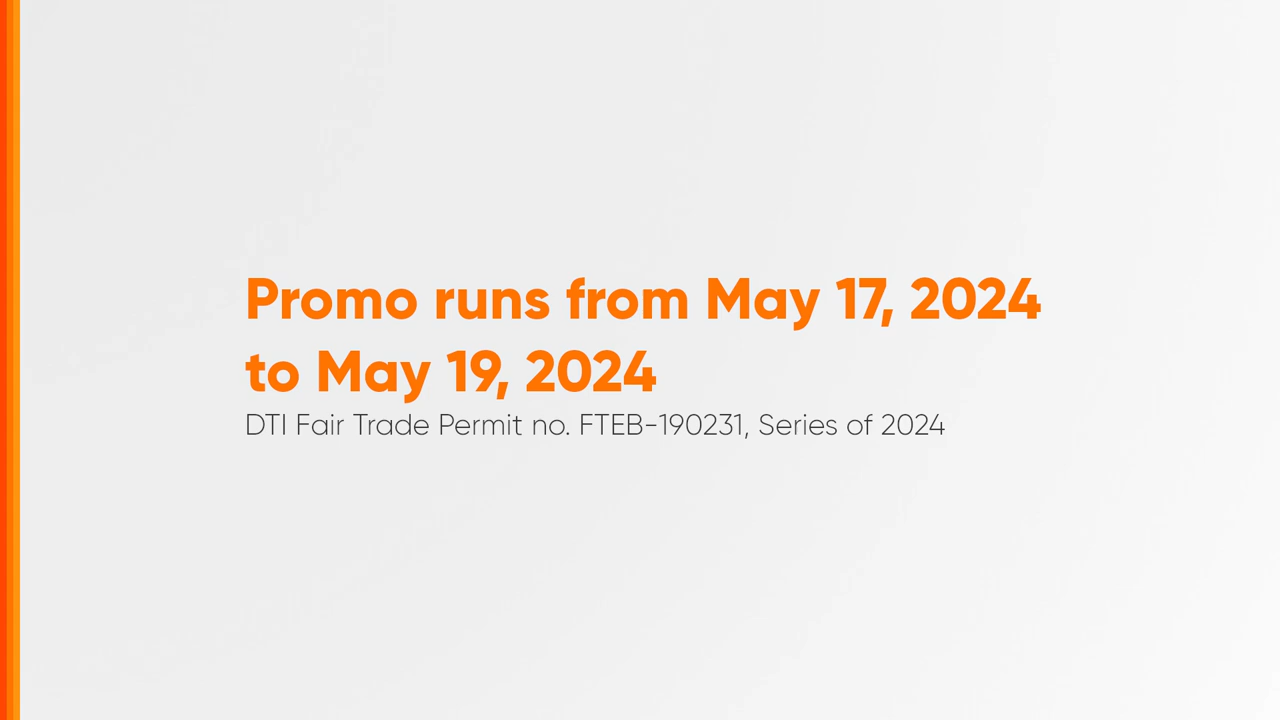 Promo runs from May 17, 2024
to May 19, 2024
DTI Fair Trade Permit no. FTEB-190231, Series of 2024